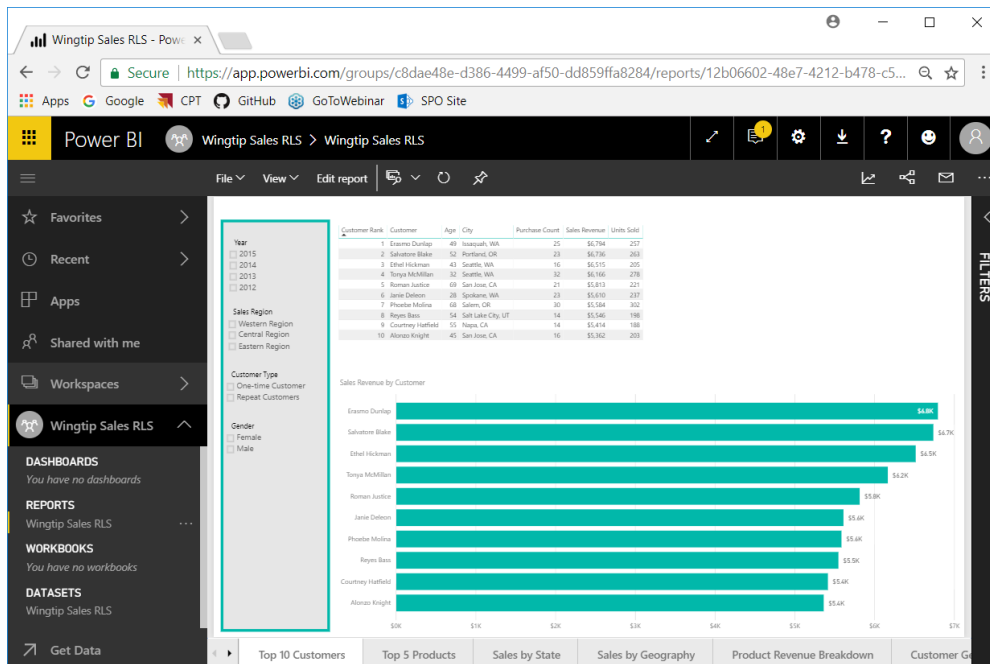 Wingtip Sales RLS - Powe
Secure | https://app.powerbi.com/groups/c8dae48e-d386-4499-af50-dd859ffa8284/reports/12b06602-48e7-4212-b478-c5...
Apps Google CPT GitHub GoToWebinar SPO Site
Power BI Wingtip Sales RLS > Wingtip Sales RLS 1
File View Edit report
Favorites
Recent
Apps
Shared with me
Workspaces
Wingtip Sales RLS
DASHBOARDS
You have no dashboards
REPORTS
Wingtip Sales RLS
WORKBOOKS
You have no workbooks
DATASETS
Wingtip Sales RLS
Get Data
Year
2015
2014
2013
2012
Sales Region
Western Region
Central Region
Eastern Region
Customer Type
One-time Customer
Repeat Customers
Gender
Female
Male
Customer Rank Customer Age City Purchase Count Sales Revenue Units Sold
1 Erasmo Dunlap 49 Issaquah, WA 25 $6,794 257
2 Salvatore Blake 52 Portland, OR 23 $6,736 263
3 Ethel Hickman 43 Seattle, WA 16 $6,515 205
4 Tonya McMillan 32 Seattle, WA 32 $6,166 278
5 Roman Justice 69 San Jose, CA 21 $5,813 221
6 Janie Deleon 28 Spokane, WA 23 $5,610 237
7 Phoebe Molina 68 Salem, OR 30 $5,584 302
8 Reyes Bass 54 Salt Lake City, UT 14 $5,546 198
9 Courtney Hatfield 55 Napa, CA 14 $5,414 188
10 Alonzo Knight 45 San Jose, CA 16 $5,362 203
Sales Revenue by Customer
Erasmo Dunlap $6.8K
Salvatore Blake $6.7K
Ethel Hickman $6.5K
Tonya McMillan $6.2K
Roman Justice $5.8K
Janie Deleon $5.6K
Phoebe Molina $5.6K
Reyes Bass $5.5K
Courtney Hatfield $5.4K
Alonzo Knight $5.4K
$0K $1K $2K $3K $4K $5K $6K $7K
FILTERS
Top 10 Customers Top 5 Products Sales by State Sales by Geography Product Revenue Breakdown Customer Ge